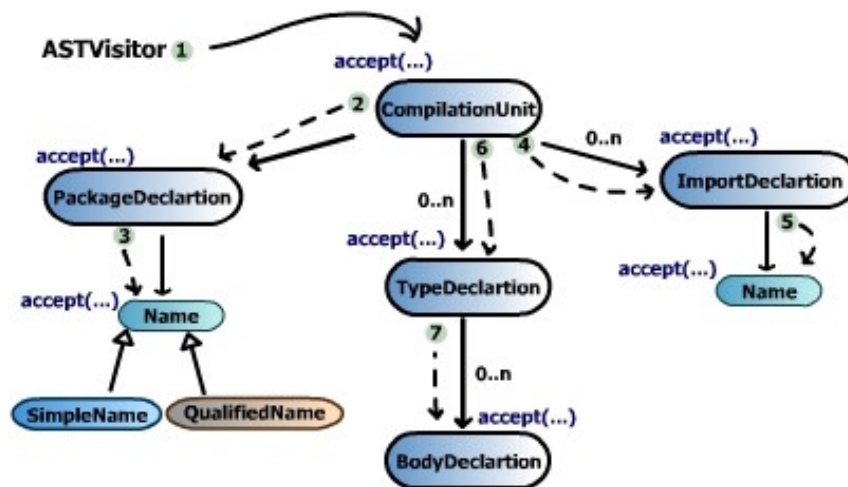 ASTVisitor 1
accept(...)
2
CompilationUnit
6
4
0..n
accept(...)
accept(...)
PackageDeclartion
ImportDeclartion
3
0..n
5
accept(...)
accept(...)
accept(...)
Name
TypeDeclartion
Name
7
0..n
SimpleName
QualifiedName
accept(...)
BodyDeclartion